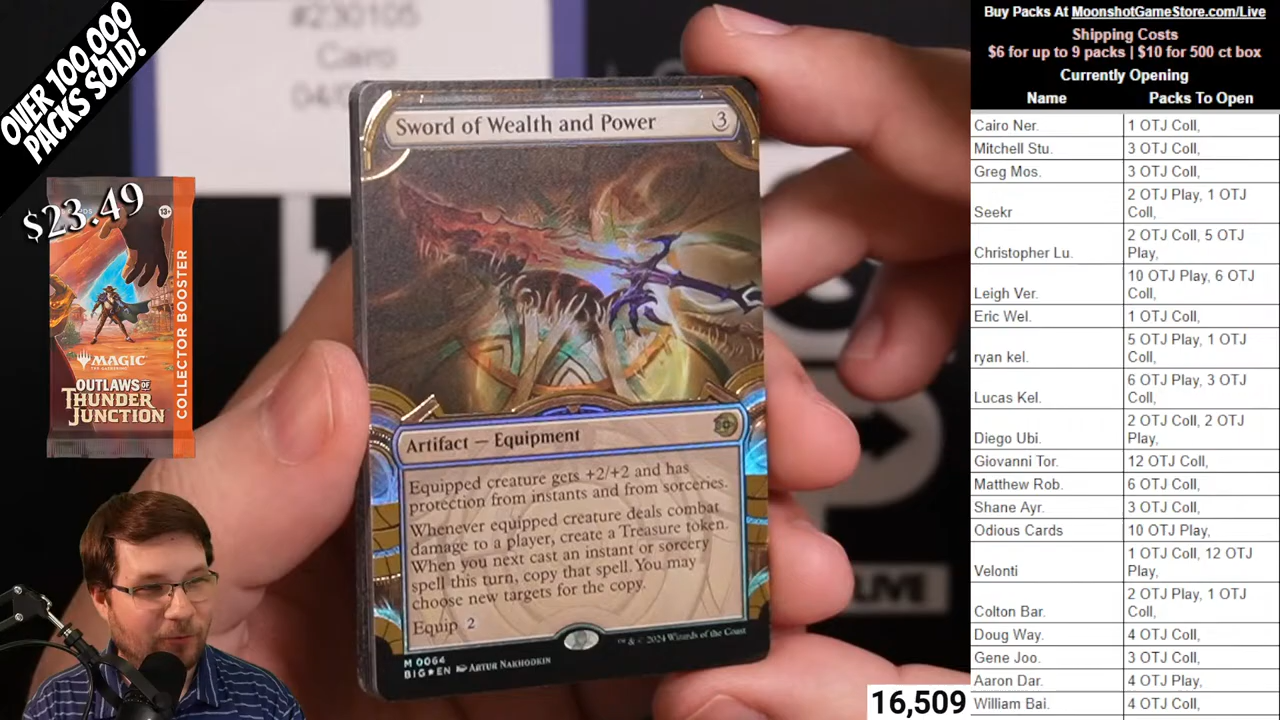 OVER 100,000
PACKS SOLD!
$23.49
13+
COLLECTOR BOOSTER
MAGIC
THE GATHERING
OUTLAWS OF
THUNDER
JUNCTION
#230105
Cairo
Sword of Wealth and Power 3
Artifact — Equipment
Equipped creature gets +2/+2 and has
protection from instants and from sorceries.
Whenever equipped creature deals combat
damage to a player, create a Treasure token.
When you next cast an instant or sorcery
spell this turn, copy that spell. You may
choose new targets for the copy.
Equip 2
M 0064
BIG★EN ARTUR NAKHODKIN
™ & © 2024 Wizards of the Coast
LIVE
16,509
Buy Packs At MoonshotGameStore.com/Live
Shipping Costs
$6 for up to 9 packs | $10 for 500 ct box
Currently Opening
Name Packs To Open
Cairo Ner. 1 OTJ Coll,
Mitchell Stu. 3 OTJ Coll,
Greg Mos. 3 OTJ Coll,
Seekr 2 OTJ Play, 1 OTJ
Coll,
Christopher Lu. 2 OTJ Coll, 5 OTJ
Play,
Leigh Ver. 10 OTJ Play, 6 OTJ
Coll,
Eric Wel. 1 OTJ Coll,
ryan kel. 5 OTJ Play, 1 OTJ
Coll,
Lucas Kel. 6 OTJ Play, 3 OTJ
Coll,
Diego Ubi. 2 OTJ Coll, 2 OTJ
Play,
Giovanni Tor. 12 OTJ Coll,
Matthew Rob. 6 OTJ Coll,
Shane Ayr. 3 OTJ Coll,
Odious Cards 10 OTJ Play,
Velonti 1 OTJ Coll, 12 OTJ
Play,
Colton Bar. 2 OTJ Play, 1 OTJ
Coll,
Doug Way. 4 OTJ Coll,
Gene Joo. 3 OTJ Coll,
Aaron Dar. 4 OTJ Play,
William Bai. 4 OTJ Coll,